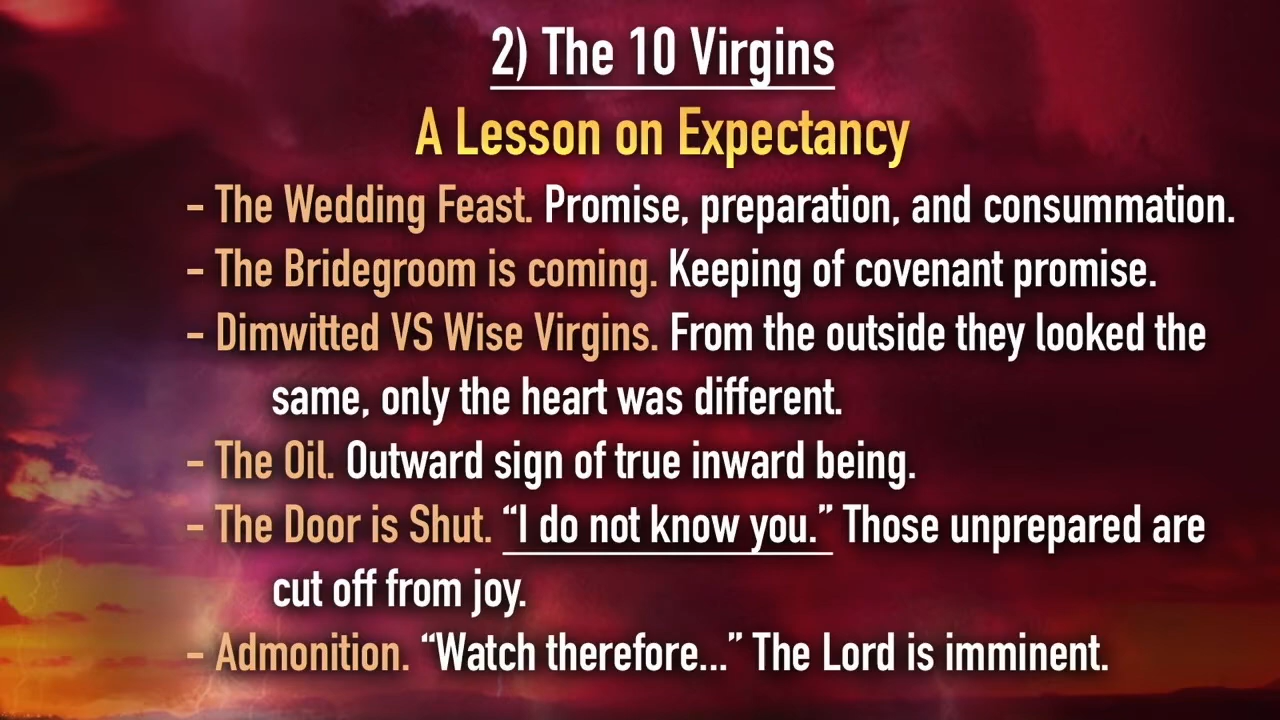 2) The 10 Virgins
A Lesson on Expectancy
– The Wedding Feast. Promise, preparation, and consummation.
– The Bridegroom is coming. Keeping of covenant promise.
– Dimwitted VS Wise Virgins. From the outside they looked the
same, only the heart was different.
– The Oil. Outward sign of true inward being.
– The Door is Shut. “I do not know you.” Those unprepared are
cut off from joy.
– Admonition. “Watch therefore...” The Lord is imminent.